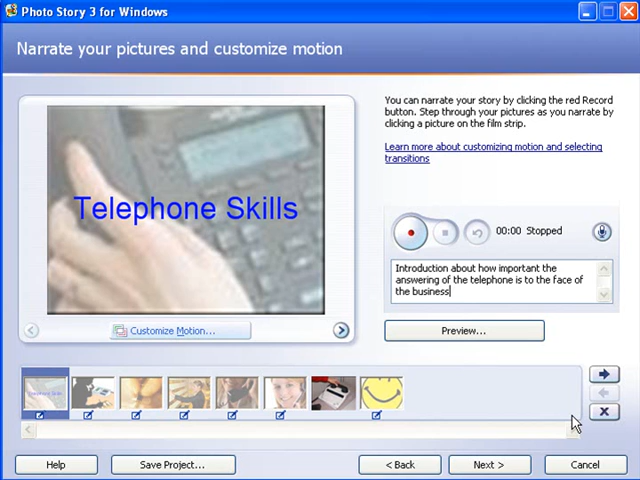 Photo Story 3 for Windows
Narrate your pictures and customize motion
You can narrate your story by clicking the red Record
button. Step through your pictures as you narrate by
clicking a picture on the film strip.
Learn more about customizing motion and selecting
transitions
Telephone Skills
00:00 Stopped
Introduction about how important the
answering of the telephone is to the face of
the business
Customize Motion...
Preview...
Telephone Skills
Help
Save Project...
< Back
Next >
Cancel